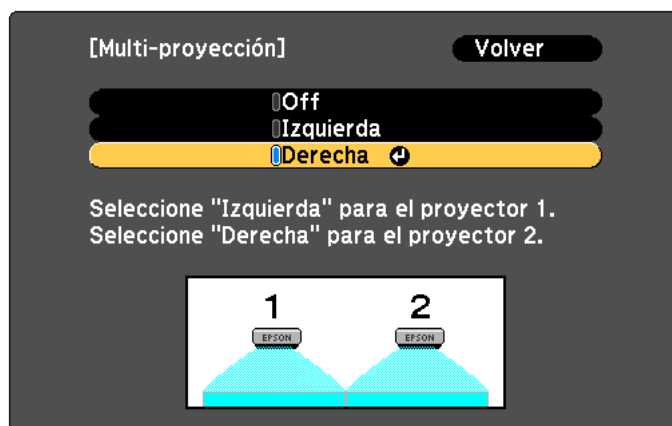 [Multi-proyección] Volver
Off
Izquierda
Derecha
Seleccione "Izquierda" para el proyector 1.
Seleccione "Derecha" para el proyector 2.
1 2
EPSON EPSON